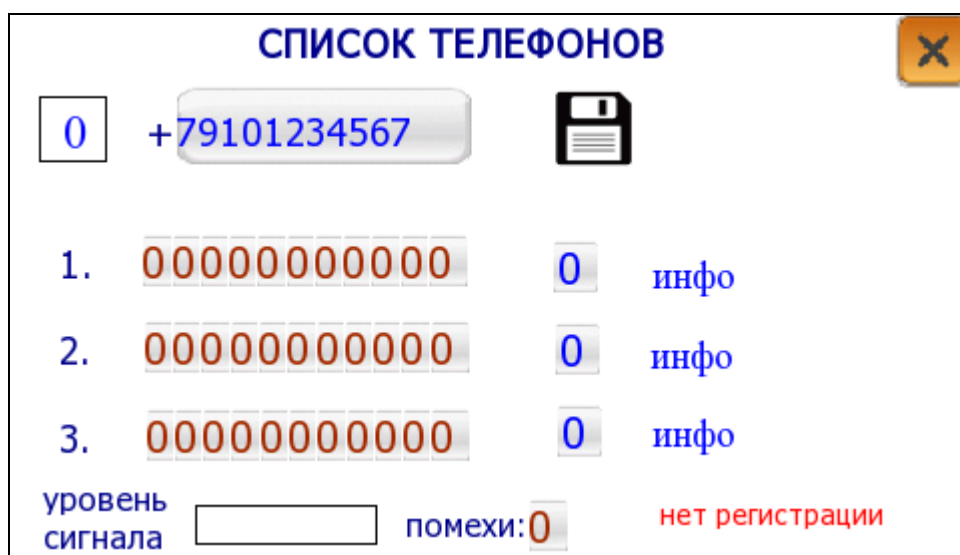 СПИСОК ТЕЛЕФОНОВ
0 +79101234567
1. 00000000000 0 инфо
2. 00000000000 0 инфо
3. 00000000000 0 инфо
уровень
сигнала помехи: 0 нет регистрации